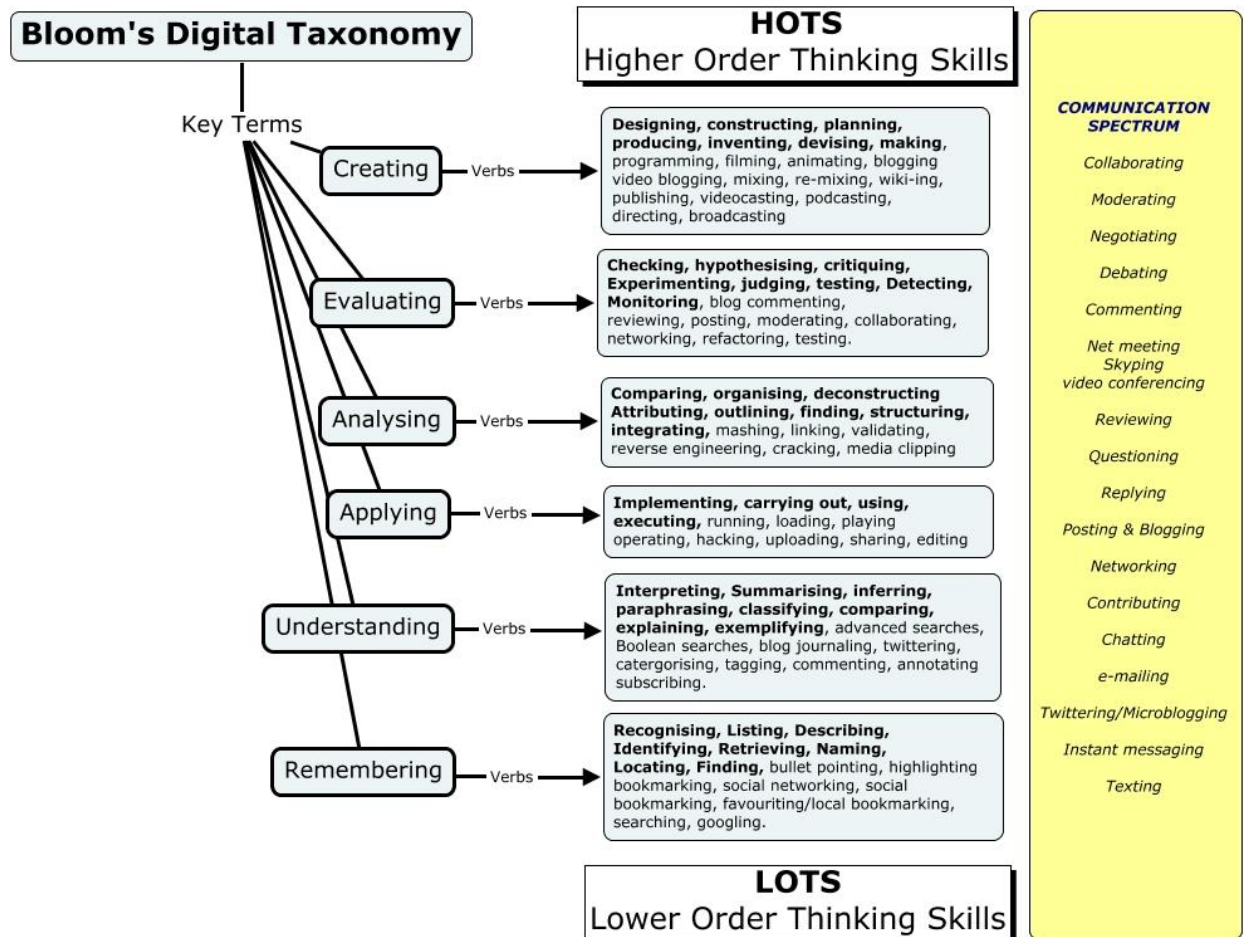 Bloom's Digital Taxonomy
Key Terms
HOTS
Higher Order Thinking Skills
Creating
Verbs
Designing, constructing, planning,
producing, inventing, devising, making,
programming, filming, animating, blogging
video blogging, mixing, re-mixing, wiki-ing,
publishing, videocasting, podcasting,
directing, broadcasting
Evaluating
Verbs
Checking, hypothesising, critiquing,
Experimenting, judging, testing, Detecting,
Monitoring, blog commenting,
reviewing, posting, moderating, collaborating,
networking, refactoring, testing.
Analysing
Verbs
Comparing, organising, deconstructing
Attributing, outlining, finding, structuring,
integrating, mashing, linking, validating,
reverse engineering, cracking, media clipping
Applying
Verbs
Implementing, carrying out, using,
executing, running, loading, playing
operating, hacking, uploading, sharing, editing
Understanding
Verbs
Interpreting, Summarising, inferring,
paraphrasing, classifying, comparing,
explaining, exemplifying, advanced searches,
Boolean searches, blog journaling, twittering,
catergorising, tagging, commenting, annotating
subscribing.
Remembering
Verbs
Recognising, Listing, Describing,
Identifying, Retrieving, Naming,
Locating, Finding, bullet pointing, highlighting
bookmarking, social networking, social
bookmarking, favouriting/local bookmarking,
searching, googling.
LOTS
Lower Order Thinking Skills
COMMUNICATION
SPECTRUM
Collaborating
Moderating
Negotiating
Debating
Commenting
Net meeting
Skyping
video conferencing
Reviewing
Questioning
Replying
Posting & Blogging
Networking
Contributing
Chatting
e-mailing
Twittering/Microblogging
Instant messaging
Texting